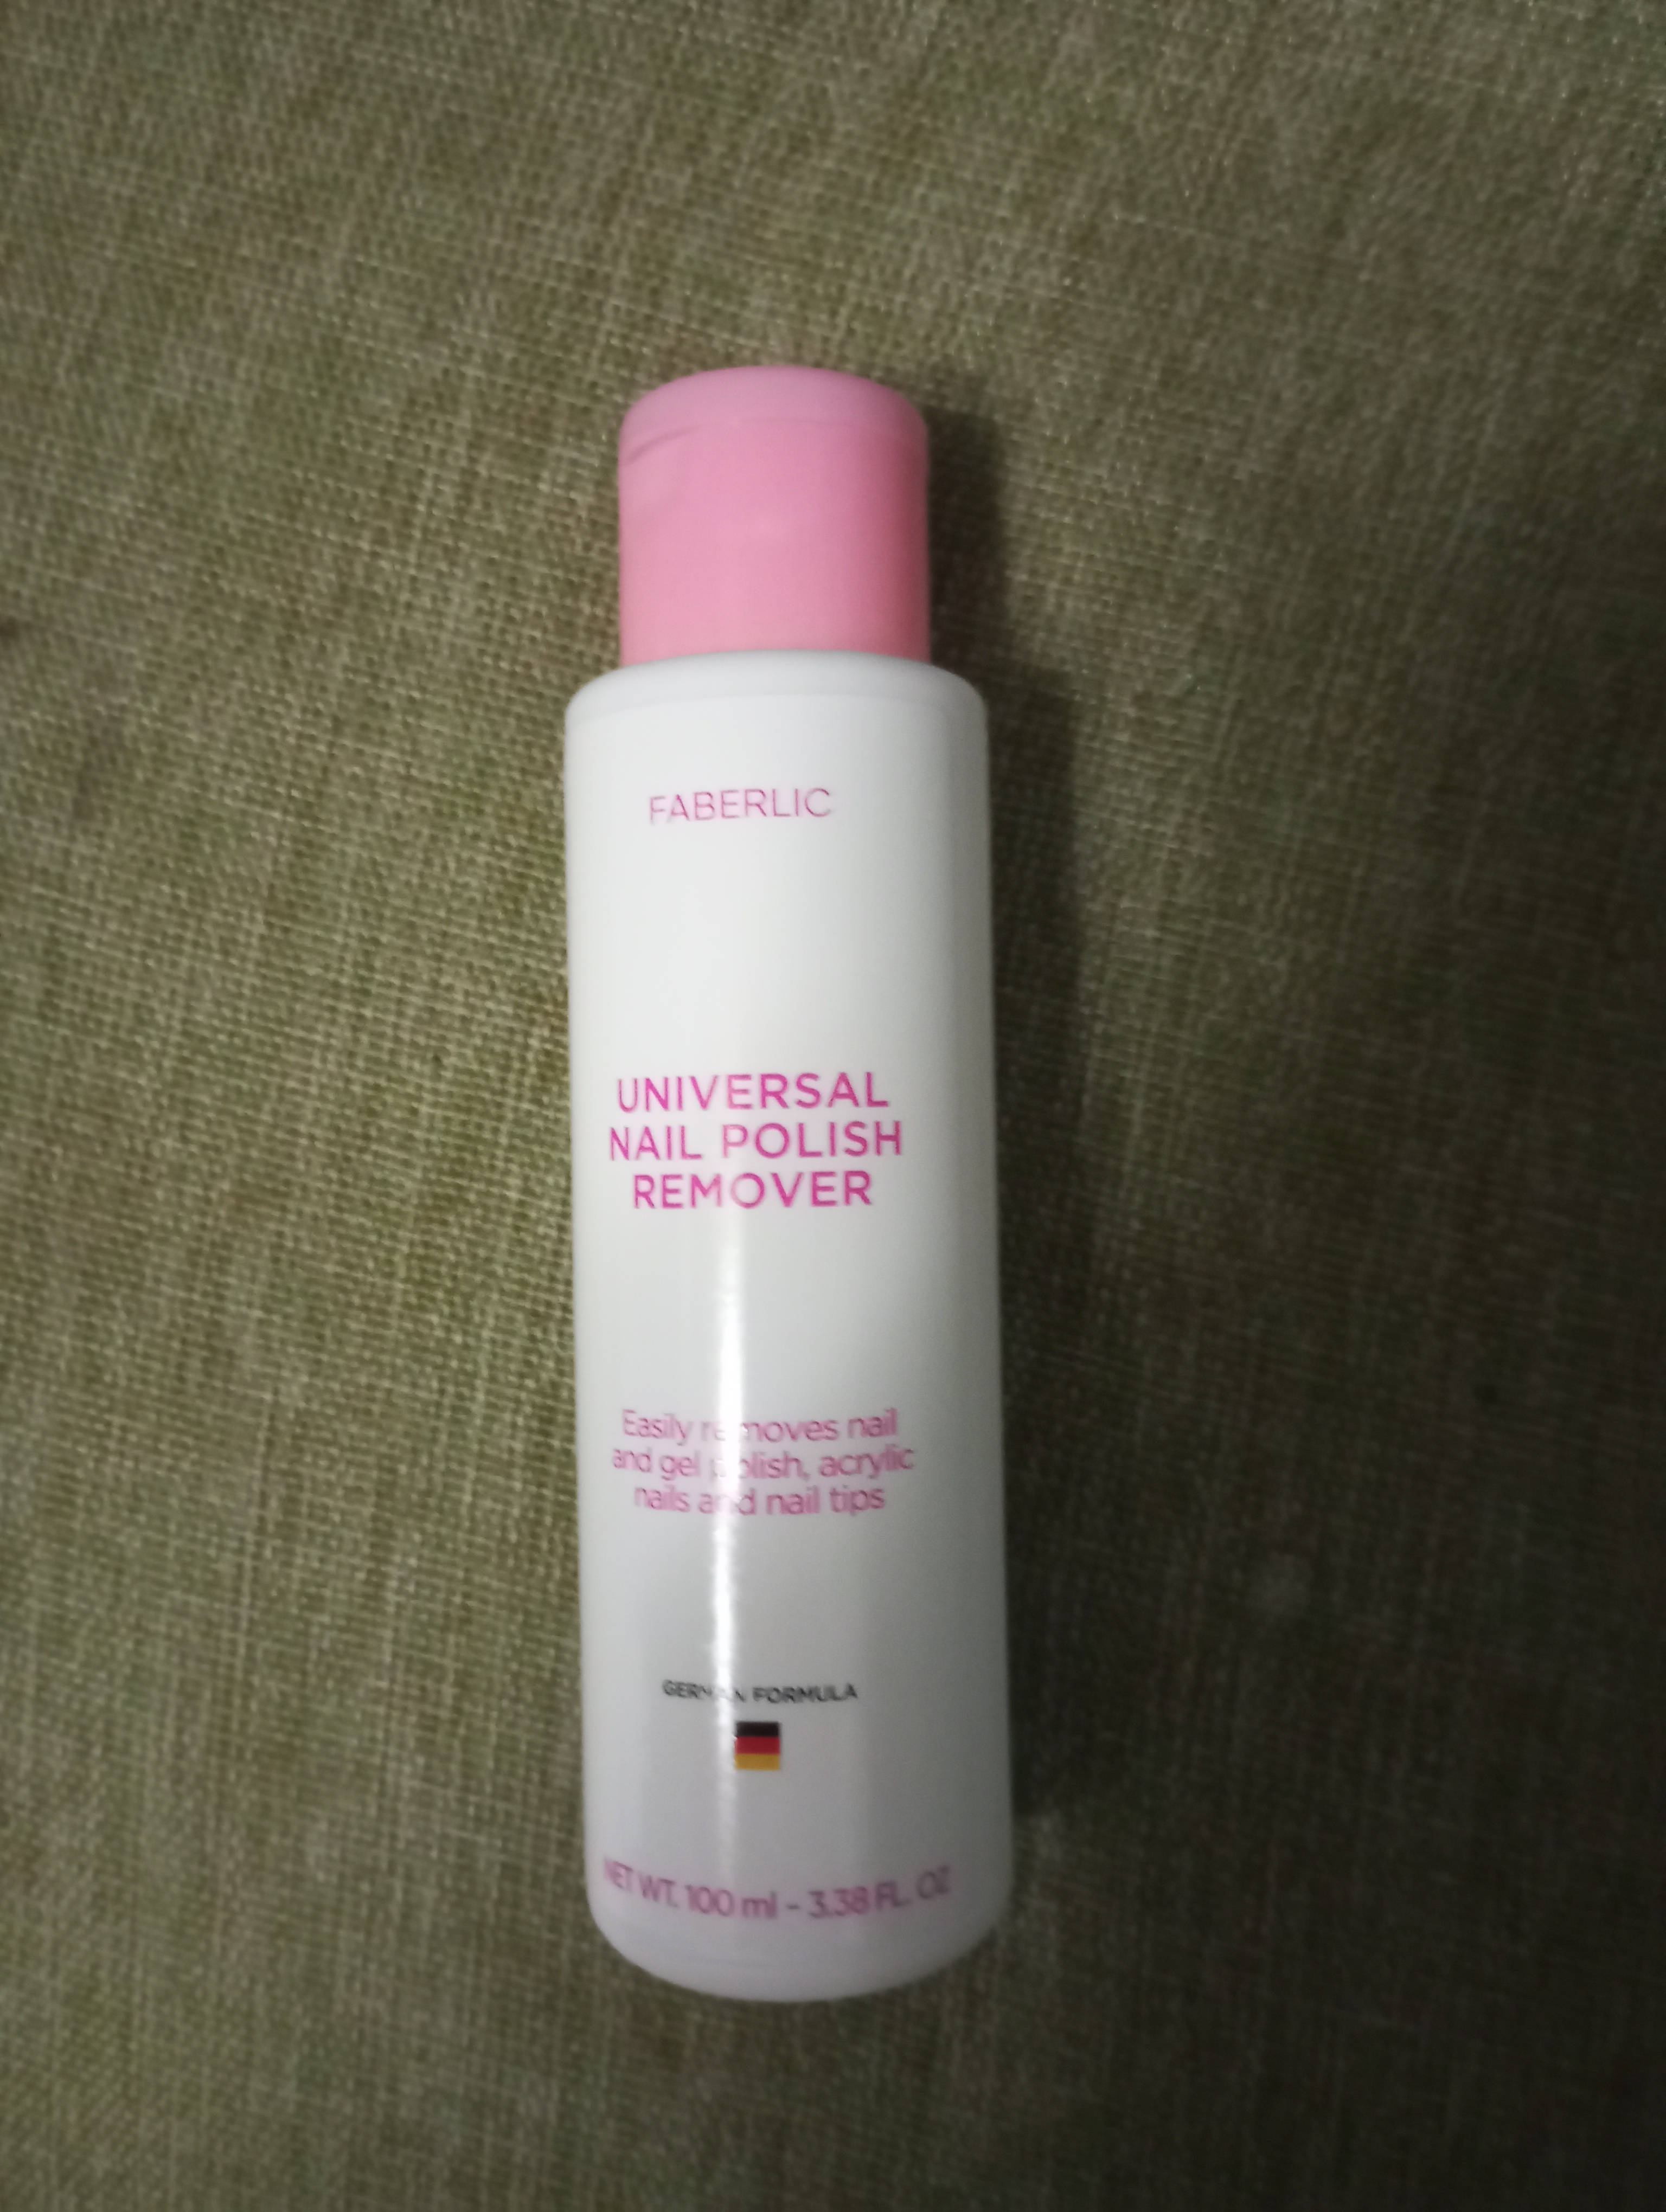 FABERLIC
UNIVERSAL
NAIL POLISH
REMOVER
Easily removes nail
and gel polish, acrylic
nails and nail tips
GERMAN FORMULA
NET WT. 100 ml - 3.38 FL. OZ